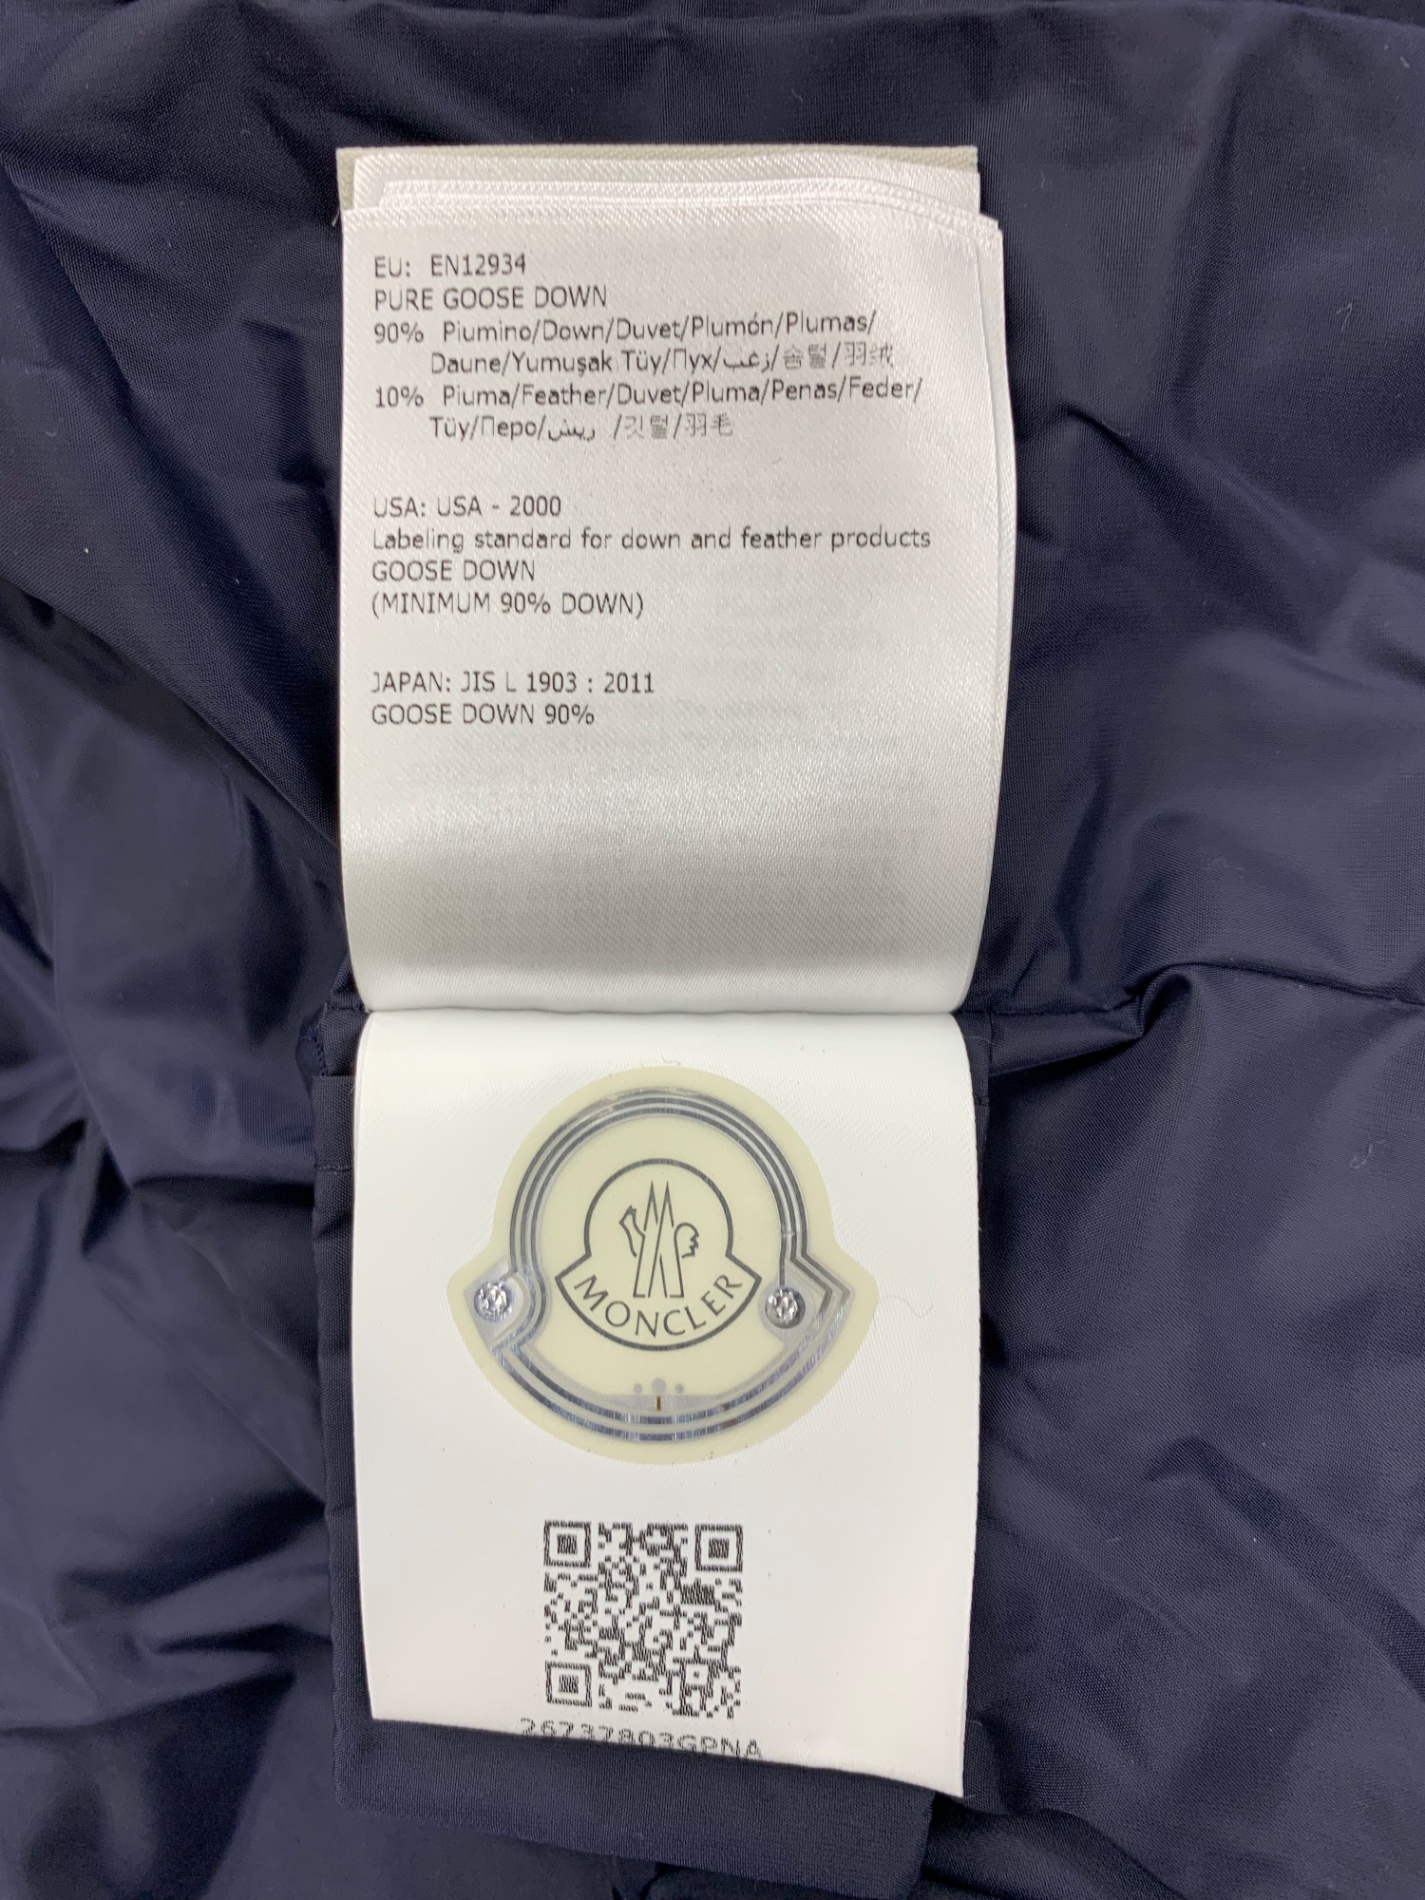 EU: EN12934
PURE GOOSE DOWN
90% Piumino/Down/Duvet/Plumón/Plumas/
Daune/Yumuşak Tüy/Пух/زغب/솜털/羽绒
10% Piuma/Feather/Duvet/Pluma/Penas/Feder/
Tüy/Перо/ريش /깃털/羽毛
USA: USA - 2000
Labeling standard for down and feather products
GOOSE DOWN
(MINIMUM 90% DOWN)
JAPAN: JIS L 1903 : 2011
GOOSE DOWN 90%
MONCLER
26737803GPNA